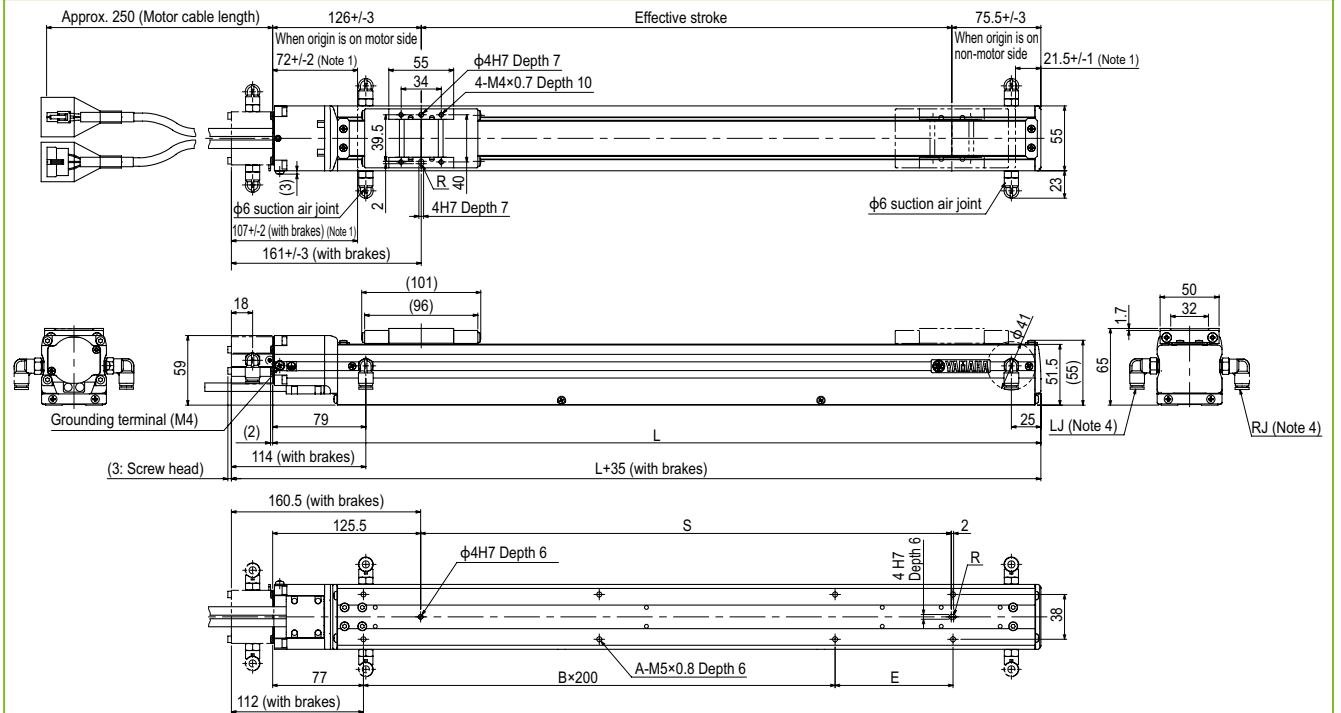 Approx. 250 (Motor cable length)
126+/-3
Effective stroke
75.5+/-3
When origin is on motor side
When origin is on
non-motor side
72+/-2 (Note 1)
21.5+/-1 (Note 1)
55
34
φ4H7 Depth 7
4-M4×0.7 Depth 10
39.5
40
R
2
(3)
55
23
φ6 suction air joint
4H7 Depth 7
φ6 suction air joint
107+/-2 (with brakes) (Note 1)
161+/-3 (with brakes)
(101)
(96)
18
59
φ41
YAMAHA
51.5
(55)
50
32
1.7
65
Grounding terminal (M4)
79
25
LJ (Note 4)
RJ (Note 4)
(2)
L
114 (with brakes)
(3: Screw head)
L+35 (with brakes)
160.5 (with brakes)
125.5
S
2
φ4H7 Depth 6
4 H7
Depth 6
R
38
A-M5×0.8 Depth 6
77
B×200
E
112 (with brakes)